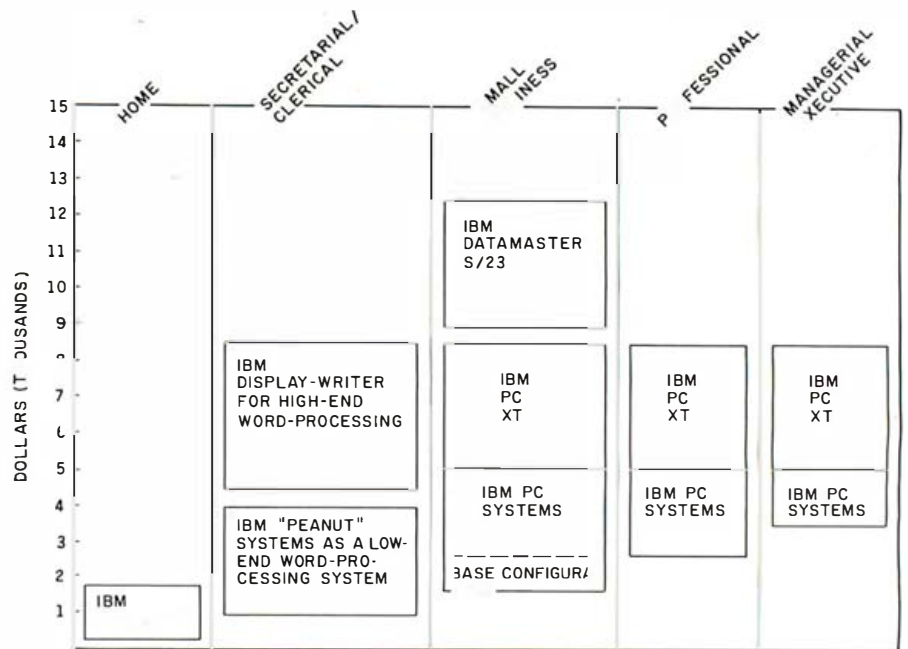 HOME
SECRETARIAL/
CLERICAL
MALL
INESS
P FESSIONAL
MANAGERIAL
XECUTIVE
DOLLARS (T OUSANDS)
15
14
13
12
11
10
9
8
7
6
5
4
3
2
1
IBM
IBM
DISPLAY-WRITER
FOR HIGH-END
WORD-PROCESSING
IBM "PEANUT"
SYSTEMS AS A LOW-
END WORD-PRO-
CESSING SYSTEM
IBM
DATAMASTER
S/23
IBM
PC
XT
IBM PC
SYSTEMS
BASE CONFIGURA
IBM
PC
XT
IBM PC
SYSTEMS
IBM
PC
XT
IBM PC
SYSTEMS